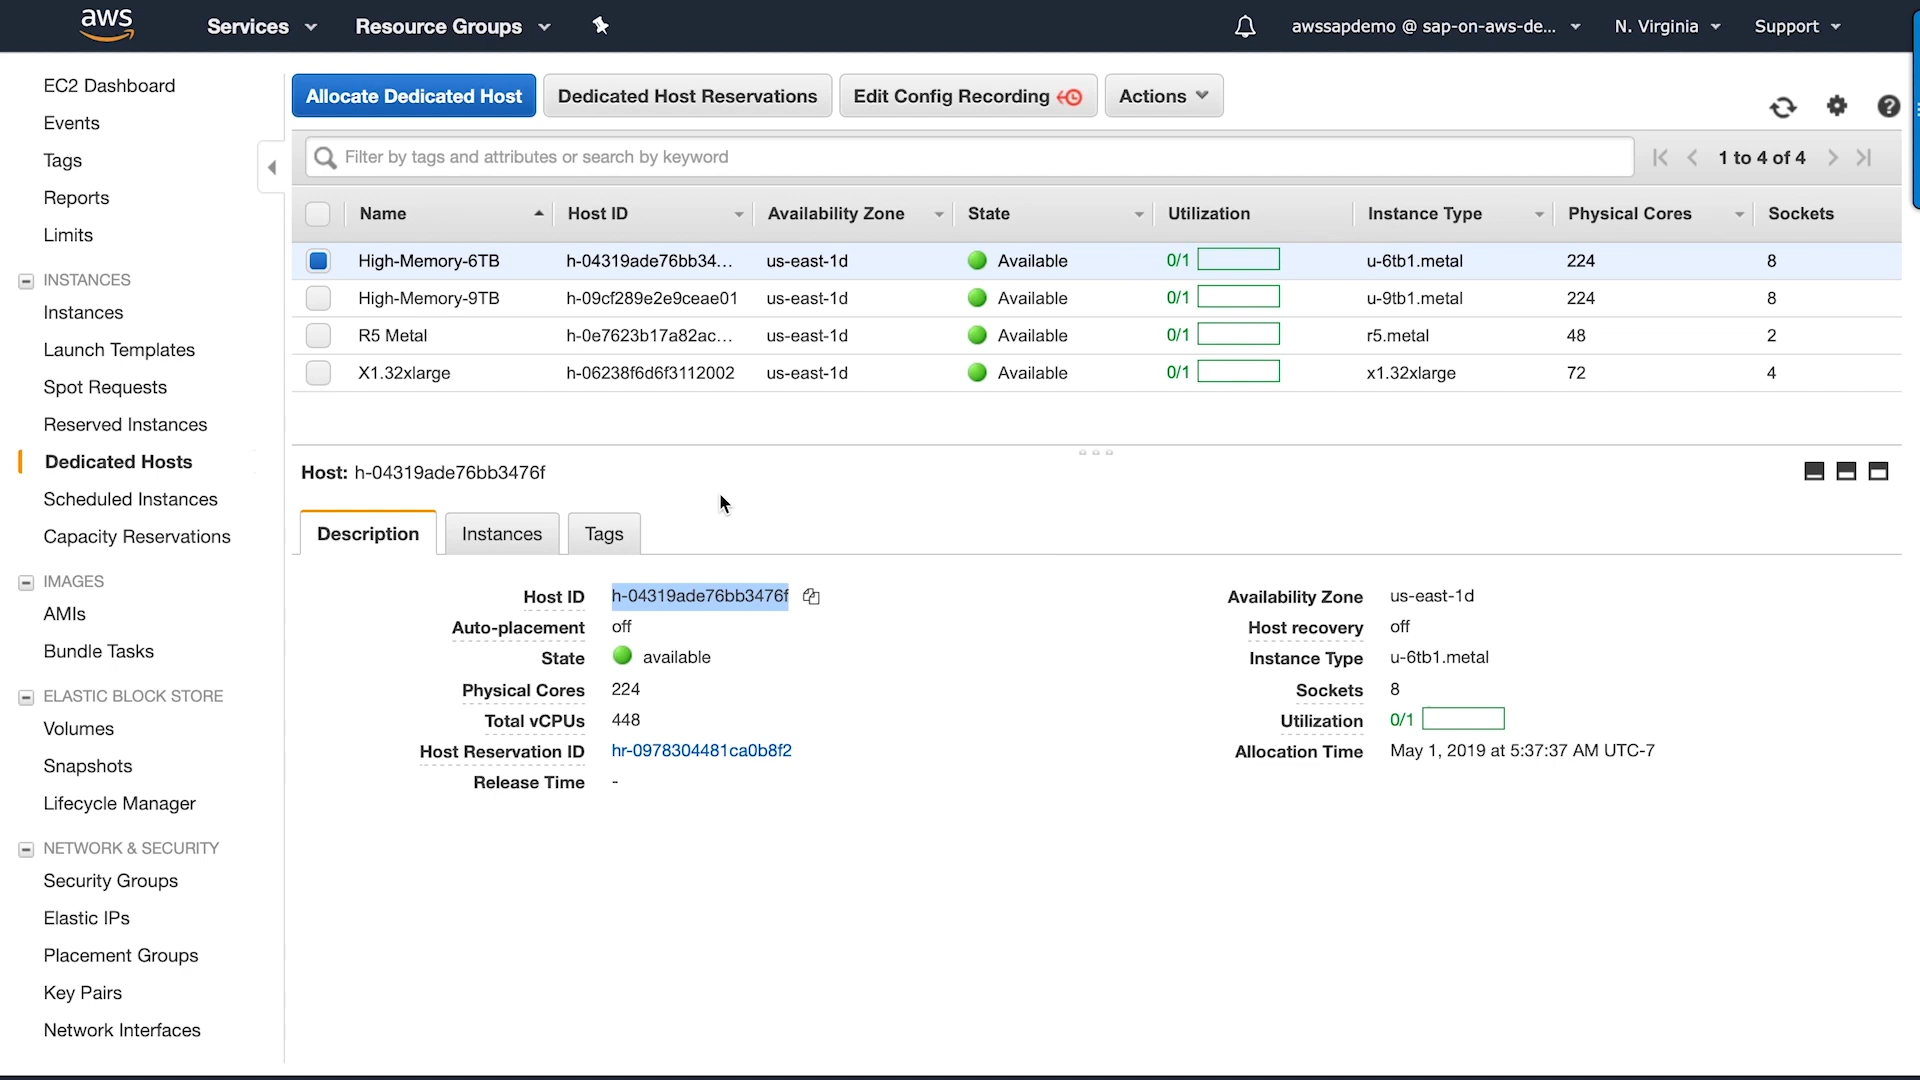 aws Services Resource Groups awssapdemo @ sap-on-aws-de... N. Virginia Support
EC2 Dashboard
Events
Tags
Reports
Limits
INSTANCES
Instances
Launch Templates
Spot Requests
Reserved Instances
Dedicated Hosts
Scheduled Instances
Capacity Reservations
IMAGES
AMIs
Bundle Tasks
ELASTIC BLOCK STORE
Volumes
Snapshots
Lifecycle Manager
NETWORK & SECURITY
Security Groups
Elastic IPs
Placement Groups
Key Pairs
Network Interfaces
Allocate Dedicated Host Dedicated Host Reservations Edit Config Recording Actions
Filter by tags and attributes or search by keyword 1 to 4 of 4
Name Host ID Availability Zone State Utilization Instance Type Physical Cores Sockets
High-Memory-6TB h-04319ade76bb34... us-east-1d Available 0/1 u-6tb1.metal 224 8
High-Memory-9TB h-09cf289e2e9ceae01 us-east-1d Available 0/1 u-9tb1.metal 224 8
R5 Metal h-0e7623b17a82ac... us-east-1d Available 0/1 r5.metal 48 2
X1.32xlarge h-06238f6d6f3112002 us-east-1d Available 0/1 x1.32xlarge 72 4
Host: h-04319ade76bb3476f
Description Instances Tags
Host ID h-04319ade76bb3476f Availability Zone us-east-1d
Auto-placement off Host recovery off
State available Instance Type u-6tb1.metal
Physical Cores 224 Sockets 8
Total vCPUs 448 Utilization 0/1
Host Reservation ID hr-0978304481ca0b8f2 Allocation Time May 1, 2019 at 5:37:37 AM UTC-7
Release Time -